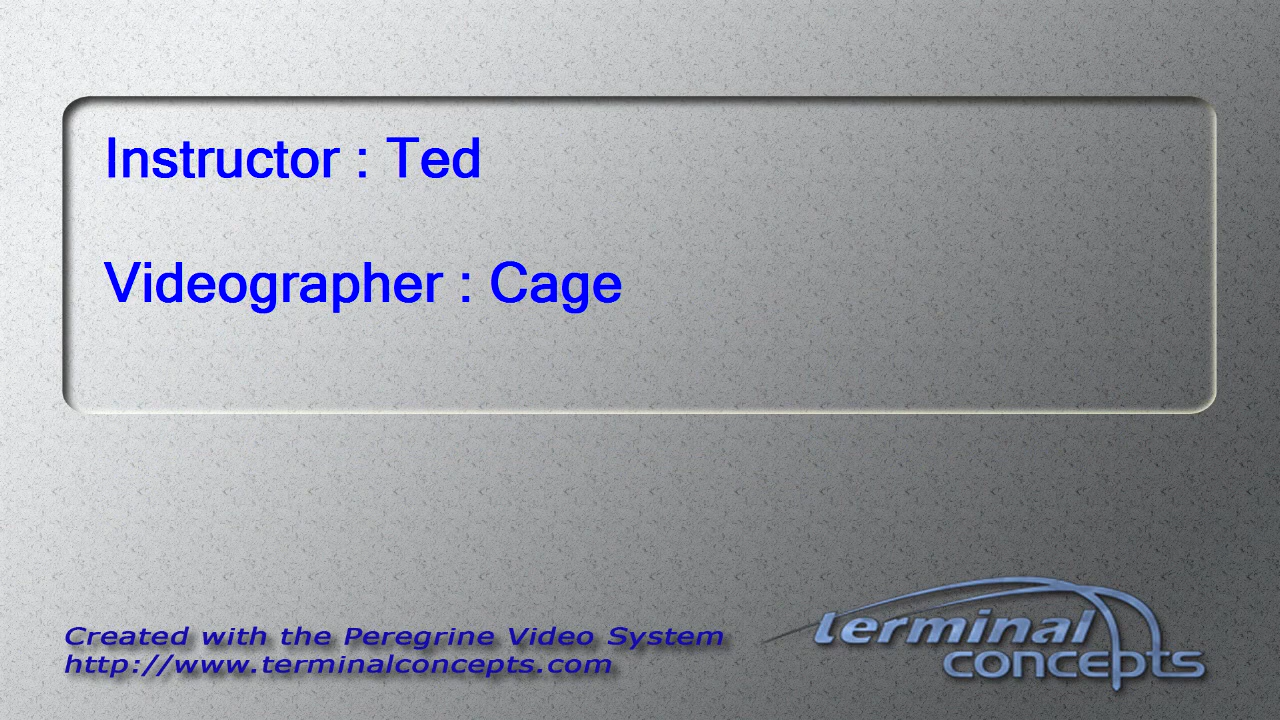 Instructor : Ted
Videographer : Cage
Created with the Peregrine Video System
http://www.terminalconcepts.com
terminal
concepts